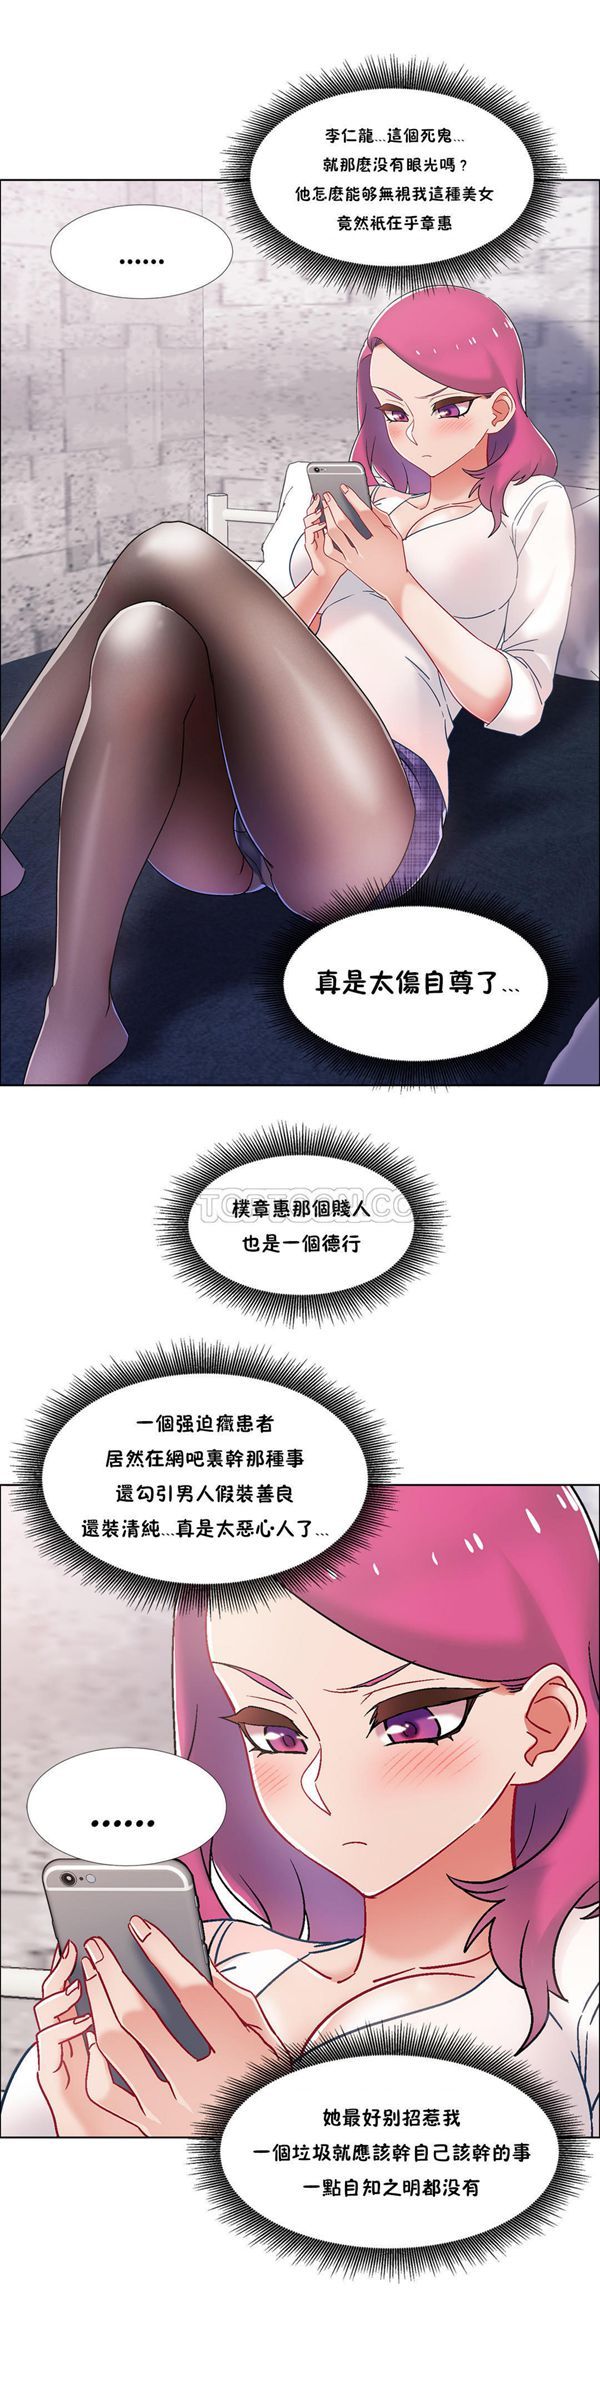 李仁龍...這個死鬼...
就那麼没有眼光嗎？
他怎麼能够無視我這種美女
竟然衹在乎章惠
......
真是太傷自尊了...
TOPTOON.CO
樸章惠那個賤人
也是一個德行
一個强迫癥患者
居然在網吧裏幹那種事
還勾引男人假裝善良
還裝清純...真是太惡心人了...
......
她最好别招惹我
一個垃圾就應該幹自己該幹的事
一點自知之明都没有